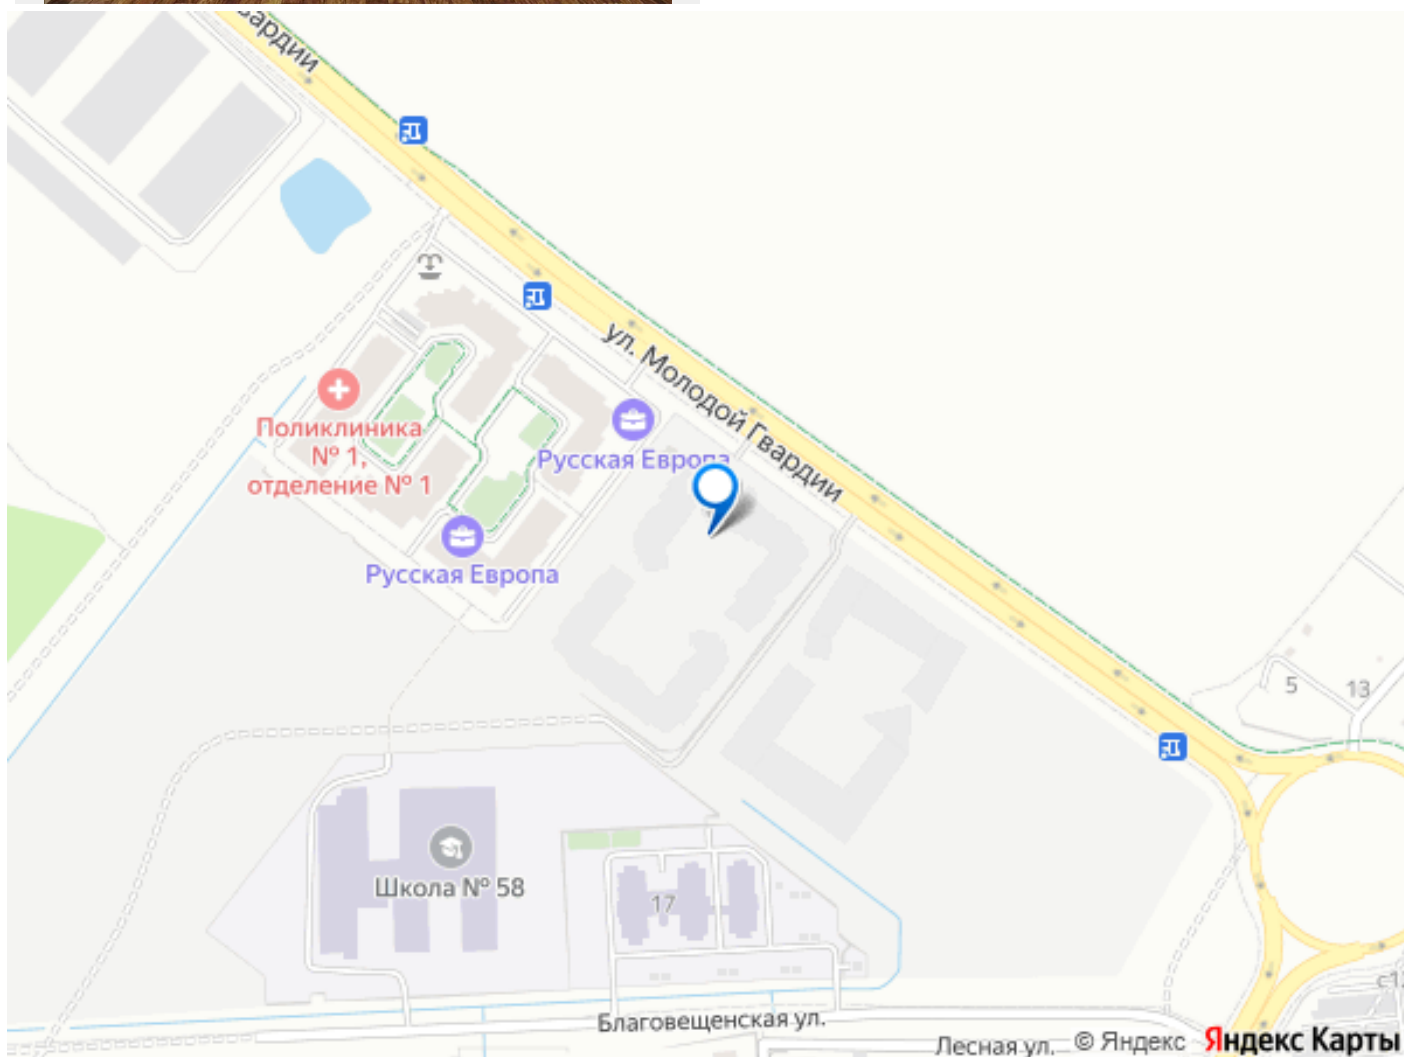 Гвардии
ул. Молодой Гвардии
Поликлиника
№ 1,
отделение № 1
Русская Европа
Русская Европа
5
13
Школа № 58
17
Благовещенская ул.
Лесная ул.
© Яндекс Яндекс Карты